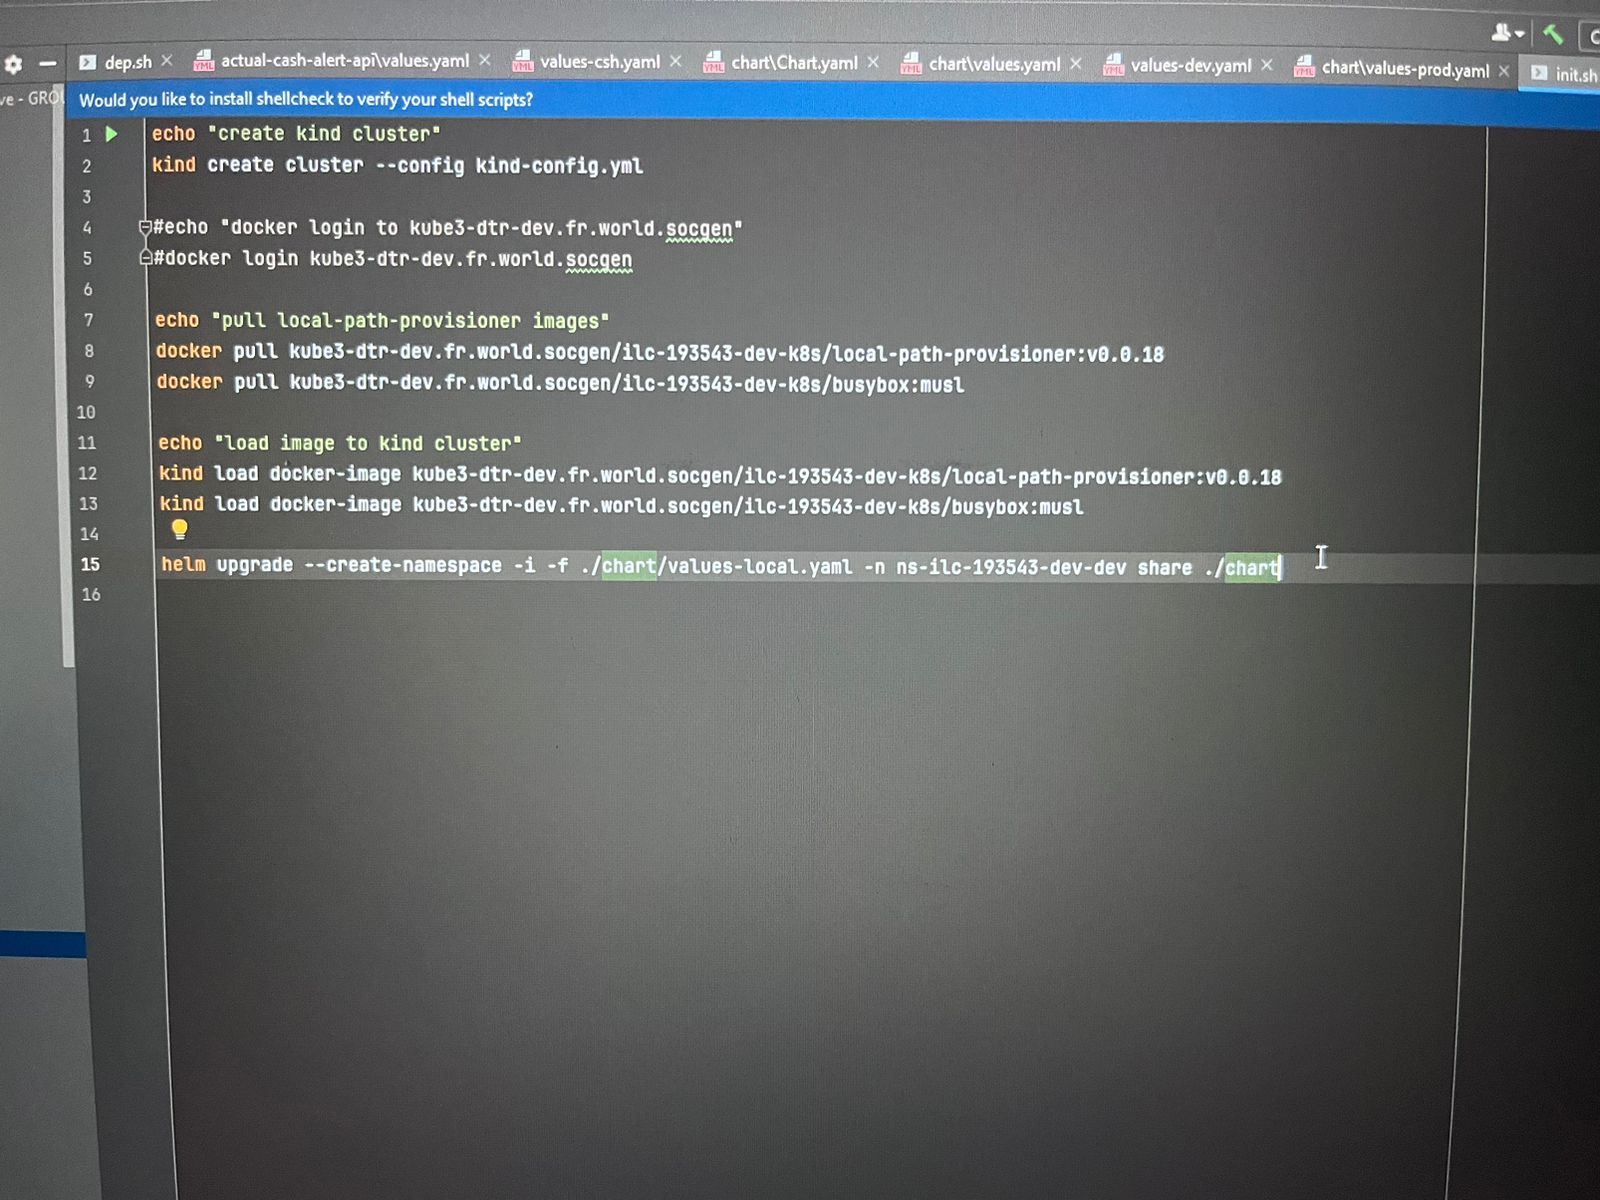 dep.sh actual-cash-alert-api\values.yaml values-csh.yaml chart\Chart.yaml chart\values.yaml values-dev.yaml chart\values-prod.yaml init.sh
Would you like to install shellcheck to verify your shell scripts?
1 echo "create kind cluster"
2 kind create cluster --config kind-config.yml
3
4 #echo "docker login to kube3-dtr-dev.fr.world.socgen"
5 #docker login kube3-dtr-dev.fr.world.socgen
6
7 echo "pull local-path-provisioner images"
8 docker pull kube3-dtr-dev.fr.world.socgen/ilc-193543-dev-k8s/local-path-provisioner:v0.0.18
9 docker pull kube3-dtr-dev.fr.world.socgen/ilc-193543-dev-k8s/busybox:musl
10
11 echo "load image to kind cluster"
12 kind load docker-image kube3-dtr-dev.fr.world.socgen/ilc-193543-dev-k8s/local-path-provisioner:v0.0.18
13 kind load docker-image kube3-dtr-dev.fr.world.socgen/ilc-193543-dev-k8s/busybox:musl
14
15 helm upgrade --create-namespace -i -f ./chart/values-local.yaml -n ns-ilc-193543-dev-dev share ./chart
16